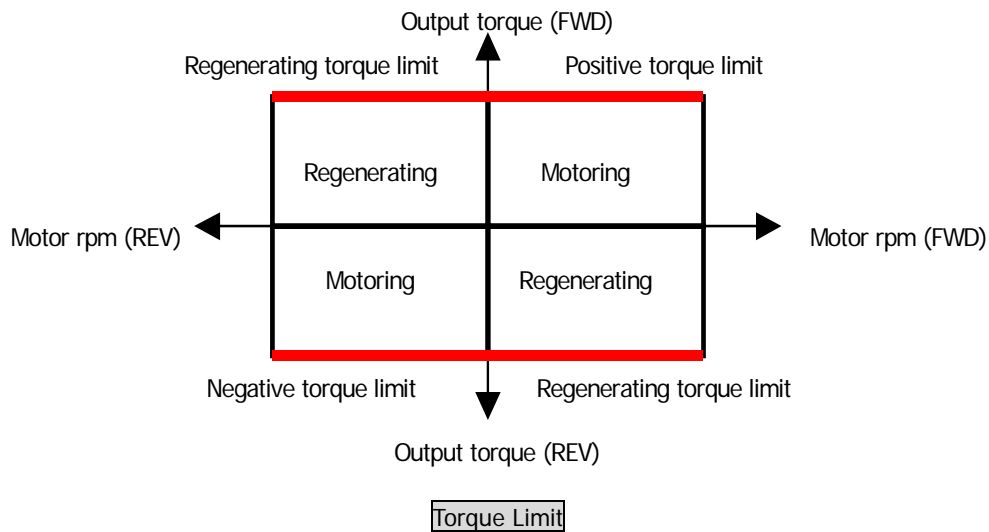 Output torque (FWD)
Regenerating torque limit
Positive torque limit
Regenerating
Motoring
Motor rpm (REV)
Motor rpm (FWD)
Motoring
Regenerating
Negative torque limit
Regenerating torque limit
Output torque (REV)
Torque Limit